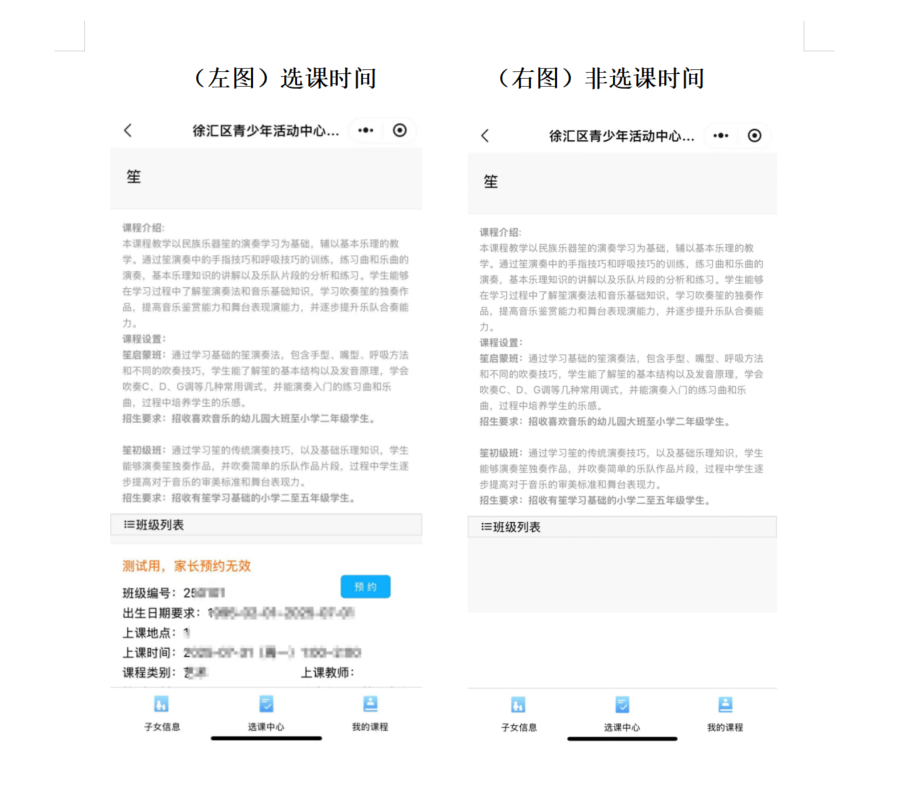 （左图）选课时间
徐汇区青少年活动中心...
笙
课程介绍：
本课程教学以民族乐器笙的演奏学习为基础，辅以基本乐理的教
学。通过笙演奏中的手指技巧和呼吸技巧的训练，练习曲和乐曲的
演奏，基本乐理知识的讲解以及乐队片段的分析和练习。学生能够
在学习过程中了解笙演奏法和音乐基础知识，学习吹奏笙的独奏作
品，提高音乐鉴赏能力和舞台表现演能力，并逐步提升乐队合奏能
力。
课程设置：
笙启蒙班：通过学习基础的笙演奏法，包含手型、嘴型、呼吸方法
和不同的吹奏技巧，学生能了解笙的基本结构以及发音原理，学会
吹奏C、D、G调等几种常用调式，并能演奏入门的练习曲和乐
曲，过程中培养学生的乐感。
招生要求：招收喜欢音乐的幼儿园大班至小学二年级学生。
笙初级班：通过学习笙的传统演奏技巧，以及基础乐理知识，学生
能够演奏笙独奏作品，并吹奏简单的乐队作品片段，过程中学生逐
步提高对于音乐的审美标准和舞台表现力。
招生要求：招收有笙学习基础的小学二至五年级学生。
班级列表
测试用，家长预约无效
预约
班级编号：
出生日期要求：
上课地点：
上课时间：
课程类别： 上课教师：
子女信息 选课中心 我的课程
（右图）非选课时间
徐汇区青少年活动中心...
笙
课程介绍：
本课程教学以民族乐器笙的演奏学习为基础，辅以基本乐理的教
学。通过笙演奏中的手指技巧和呼吸技巧的训练，练习曲和乐曲的
演奏，基本乐理知识的讲解以及乐队片段的分析和练习。学生能够
在学习过程中了解笙演奏法和音乐基础知识，学习吹奏笙的独奏作
品，提高音乐鉴赏能力和舞台表现演能力，并逐步提升乐队合奏能
力。
课程设置：
笙启蒙班：通过学习基础的笙演奏法，包含手型、嘴型、呼吸方法
和不同的吹奏技巧，学生能了解笙的基本结构以及发音原理，学会
吹奏C、D、G调等几种常用调式，并能演奏入门的练习曲和乐
曲，过程中培养学生的乐感。
招生要求：招收喜欢音乐的幼儿园大班至小学二年级学生。
笙初级班：通过学习笙的传统演奏技巧，以及基础乐理知识，学生
能够演奏笙独奏作品，并吹奏简单的乐队作品片段，过程中学生逐
步提高对于音乐的审美标准和舞台表现力。
招生要求：招收有笙学习基础的小学二至五年级学生。
班级列表
子女信息 选课中心 我的课程